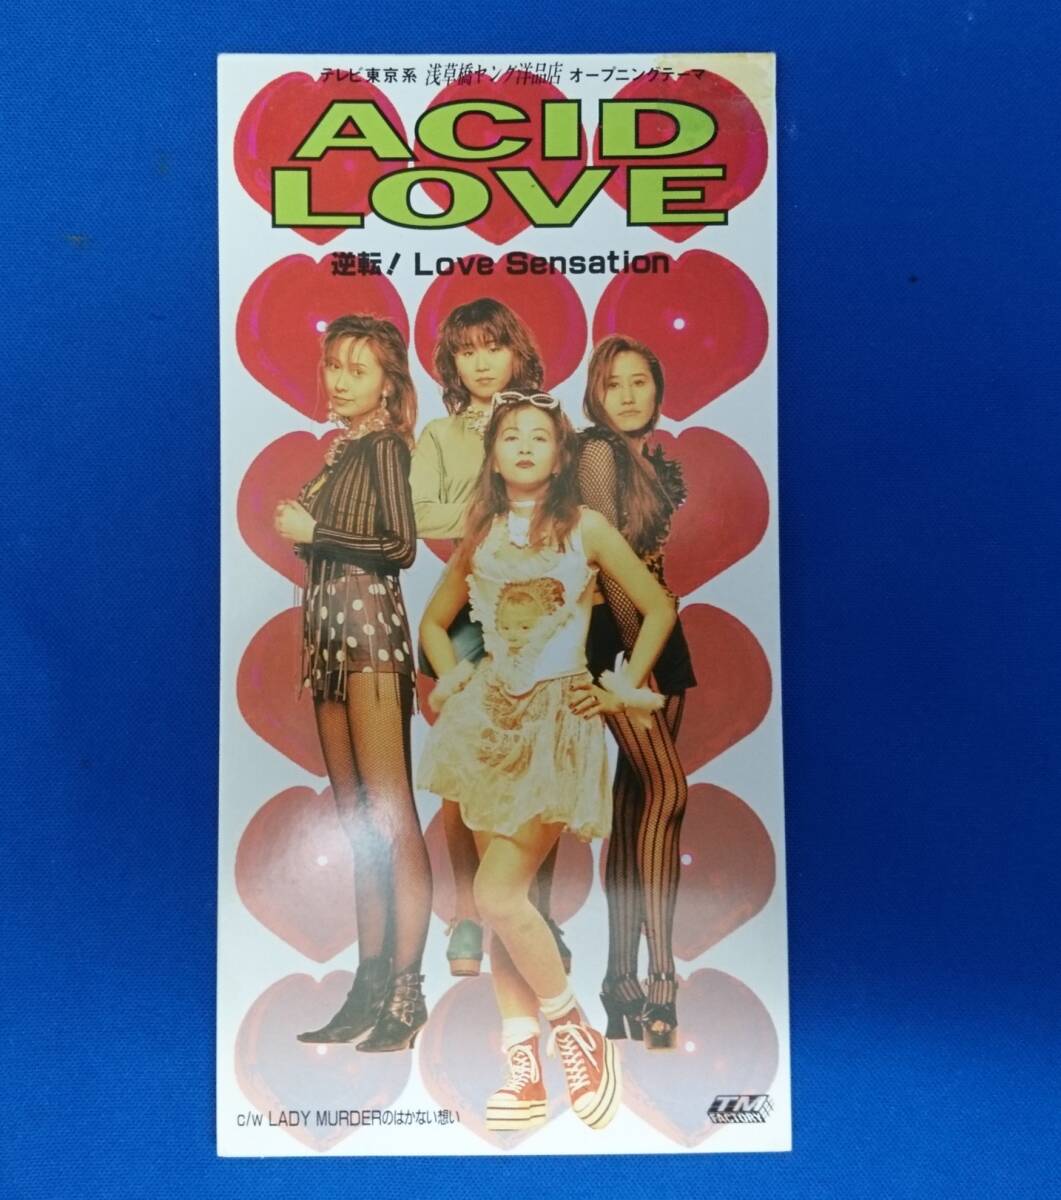 テレビ東京系 浅草橋ヤング洋品店 オープニングテーマ
ACID
LOVE
逆転! Love Sensation
c/w LADY MURDERのはかない想い
TM
FACTORY